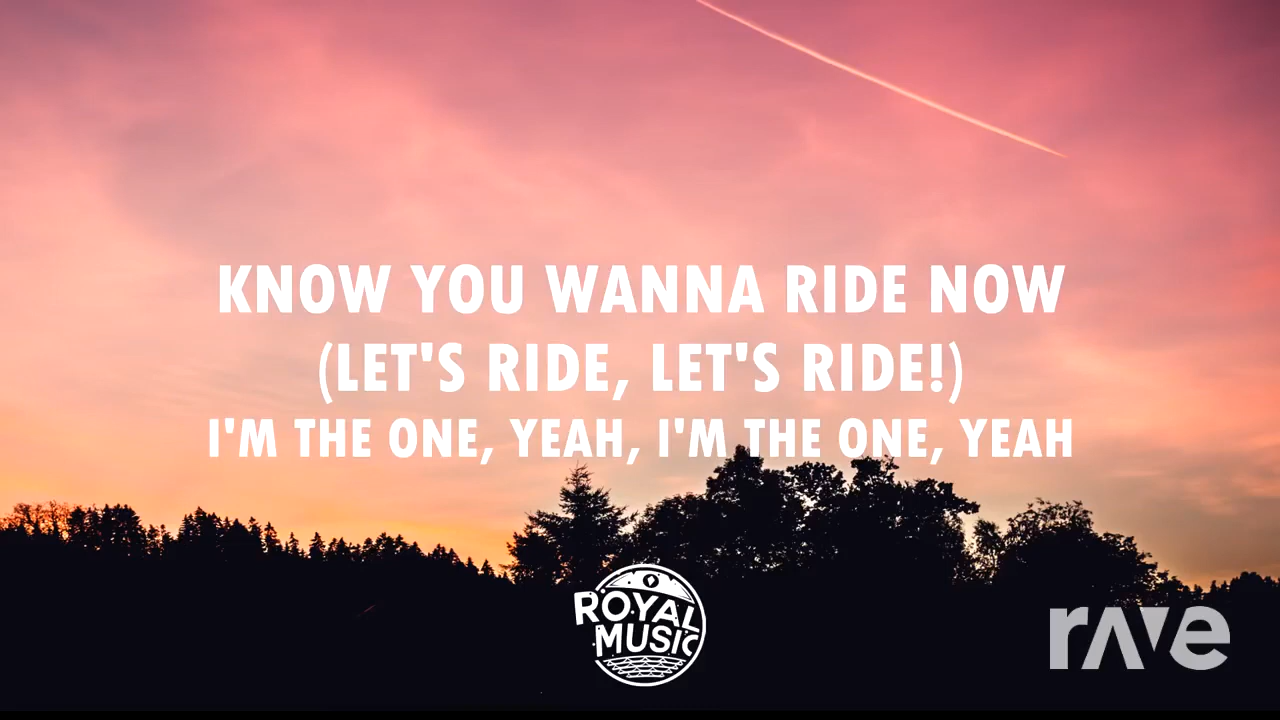 KNOW YOU WANNA RIDE NOW
(LET'S RIDE, LET'S RIDE!)
I'M THE ONE, YEAH, I'M THE ONE, YEAH
ROYAL
MUSIC
rave